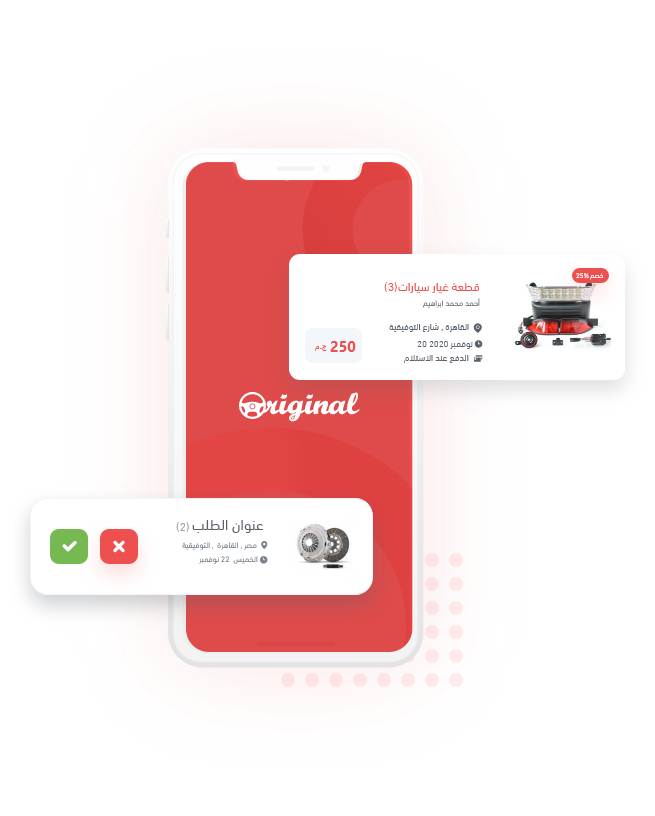 خصم 25%
قطعة غيار سيارات(3)
أحمد محمد ابراهيم
القاهرة , شارع التوفيقية
20 نوفمبر 2020
الدفع عند الاستلام
250 ج.م
Original
عنوان الطلب (2)
مصر , القاهرة , التوفيقية
الخميس 22 نوفمبر